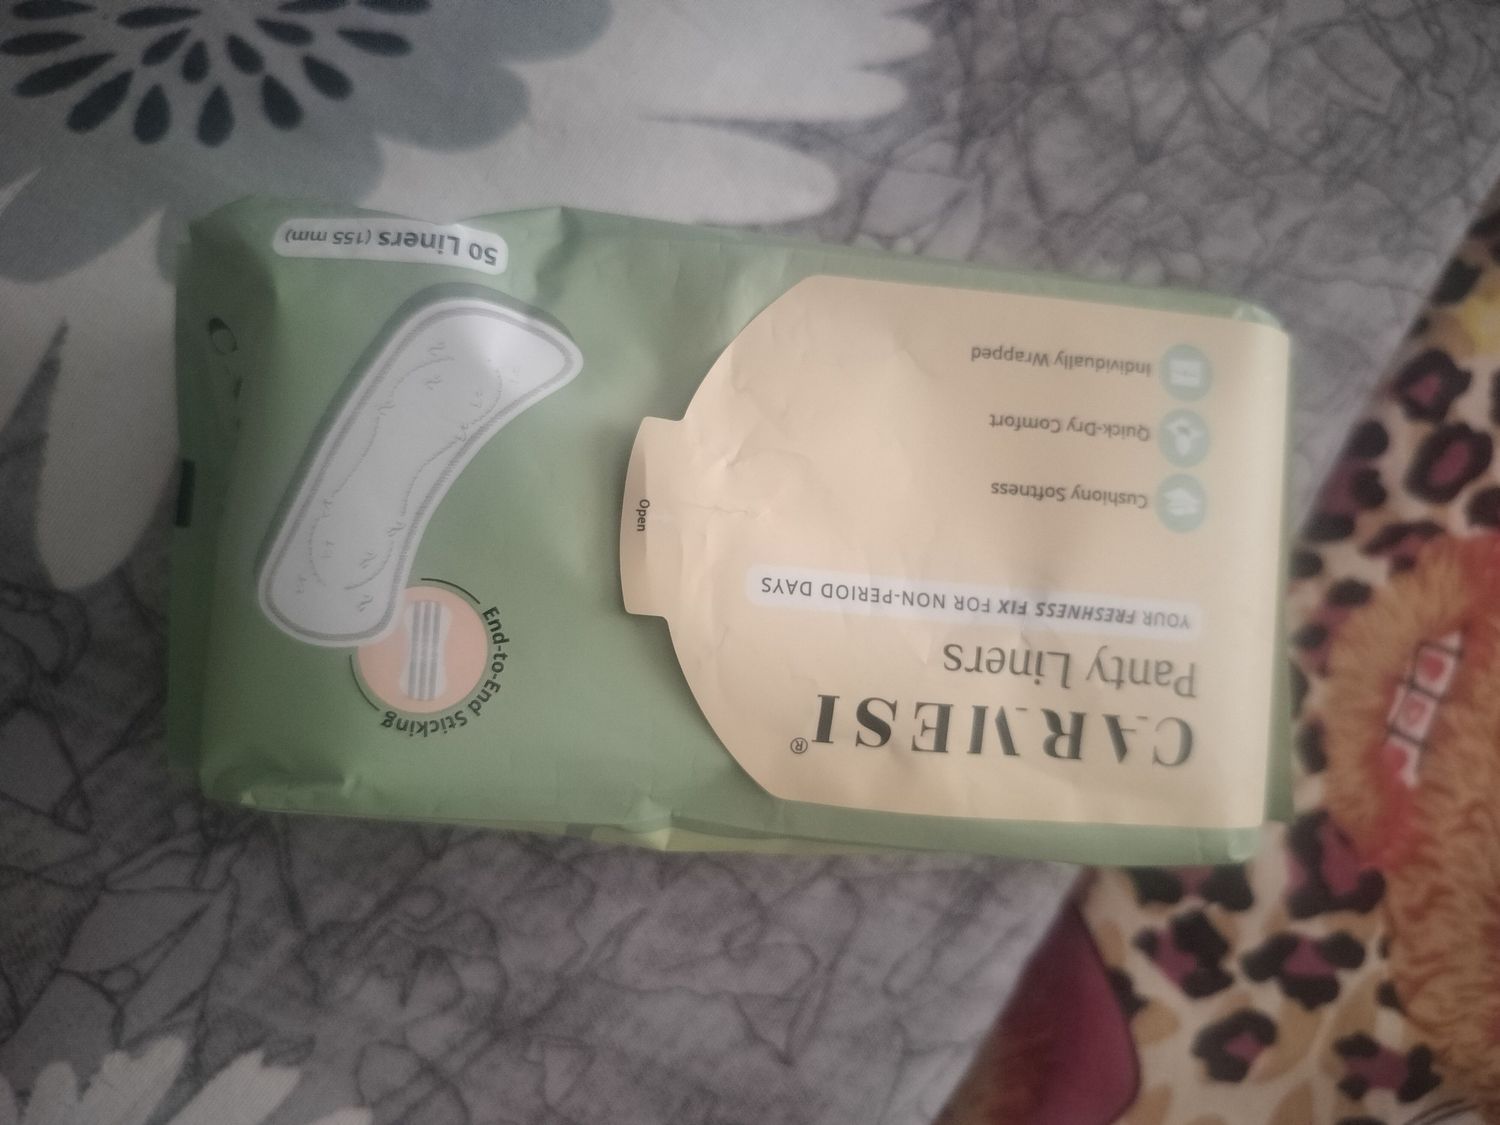 CARMESI®
Panty Liners
YOUR FRESHNESS FIX FOR NON-PERIOD DAYS
Cushiony Softness
Quick-Dry Comfort
Individually Wrapped
Open
End-to-End Sticking
50 Liners (155 mm)